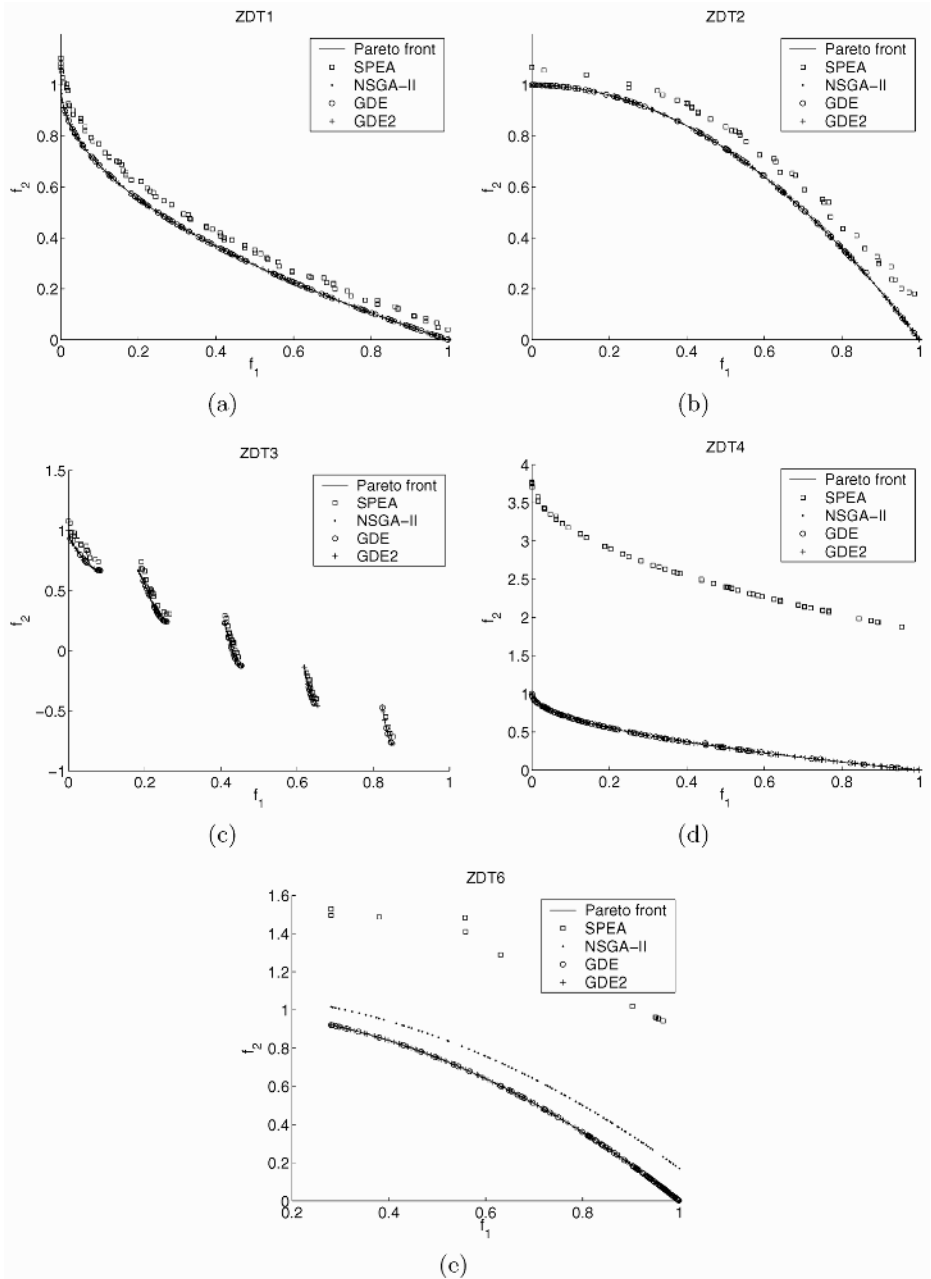 ZDT1
Pareto front
SPEA
NSGA-II
GDE
GDE2
1
0.8
0.6
0.4
0.2
0
f2
0
0.2
0.4
0.6
0.8
1
f1
(a)
ZDT2
Pareto front
SPEA
NSGA-II
GDE
GDE2
1
0.8
0.6
0.4
0.2
0
f2
0
0.2
0.4
0.6
0.8
1
f1
(b)
ZDT3
Pareto front
SPEA
NSGA-II
GDE
GDE2
1.5
1
0.5
0
-0.5
-1
f2
0
0.2
0.4
0.6
0.8
1
f1
(c)
ZDT4
Pareto front
SPEA
NSGA-II
GDE
GDE2
4
3.5
3
2.5
2
1.5
1
0.5
0
f2
0
0.2
0.4
0.6
0.8
1
f1
(d)
ZDT6
Pareto front
SPEA
NSGA-II
GDE
GDE2
1.6
1.4
1.2
1
0.8
0.6
0.4
0.2
0
f2
0.2
0.4
0.6
0.8
1
f1
(e)